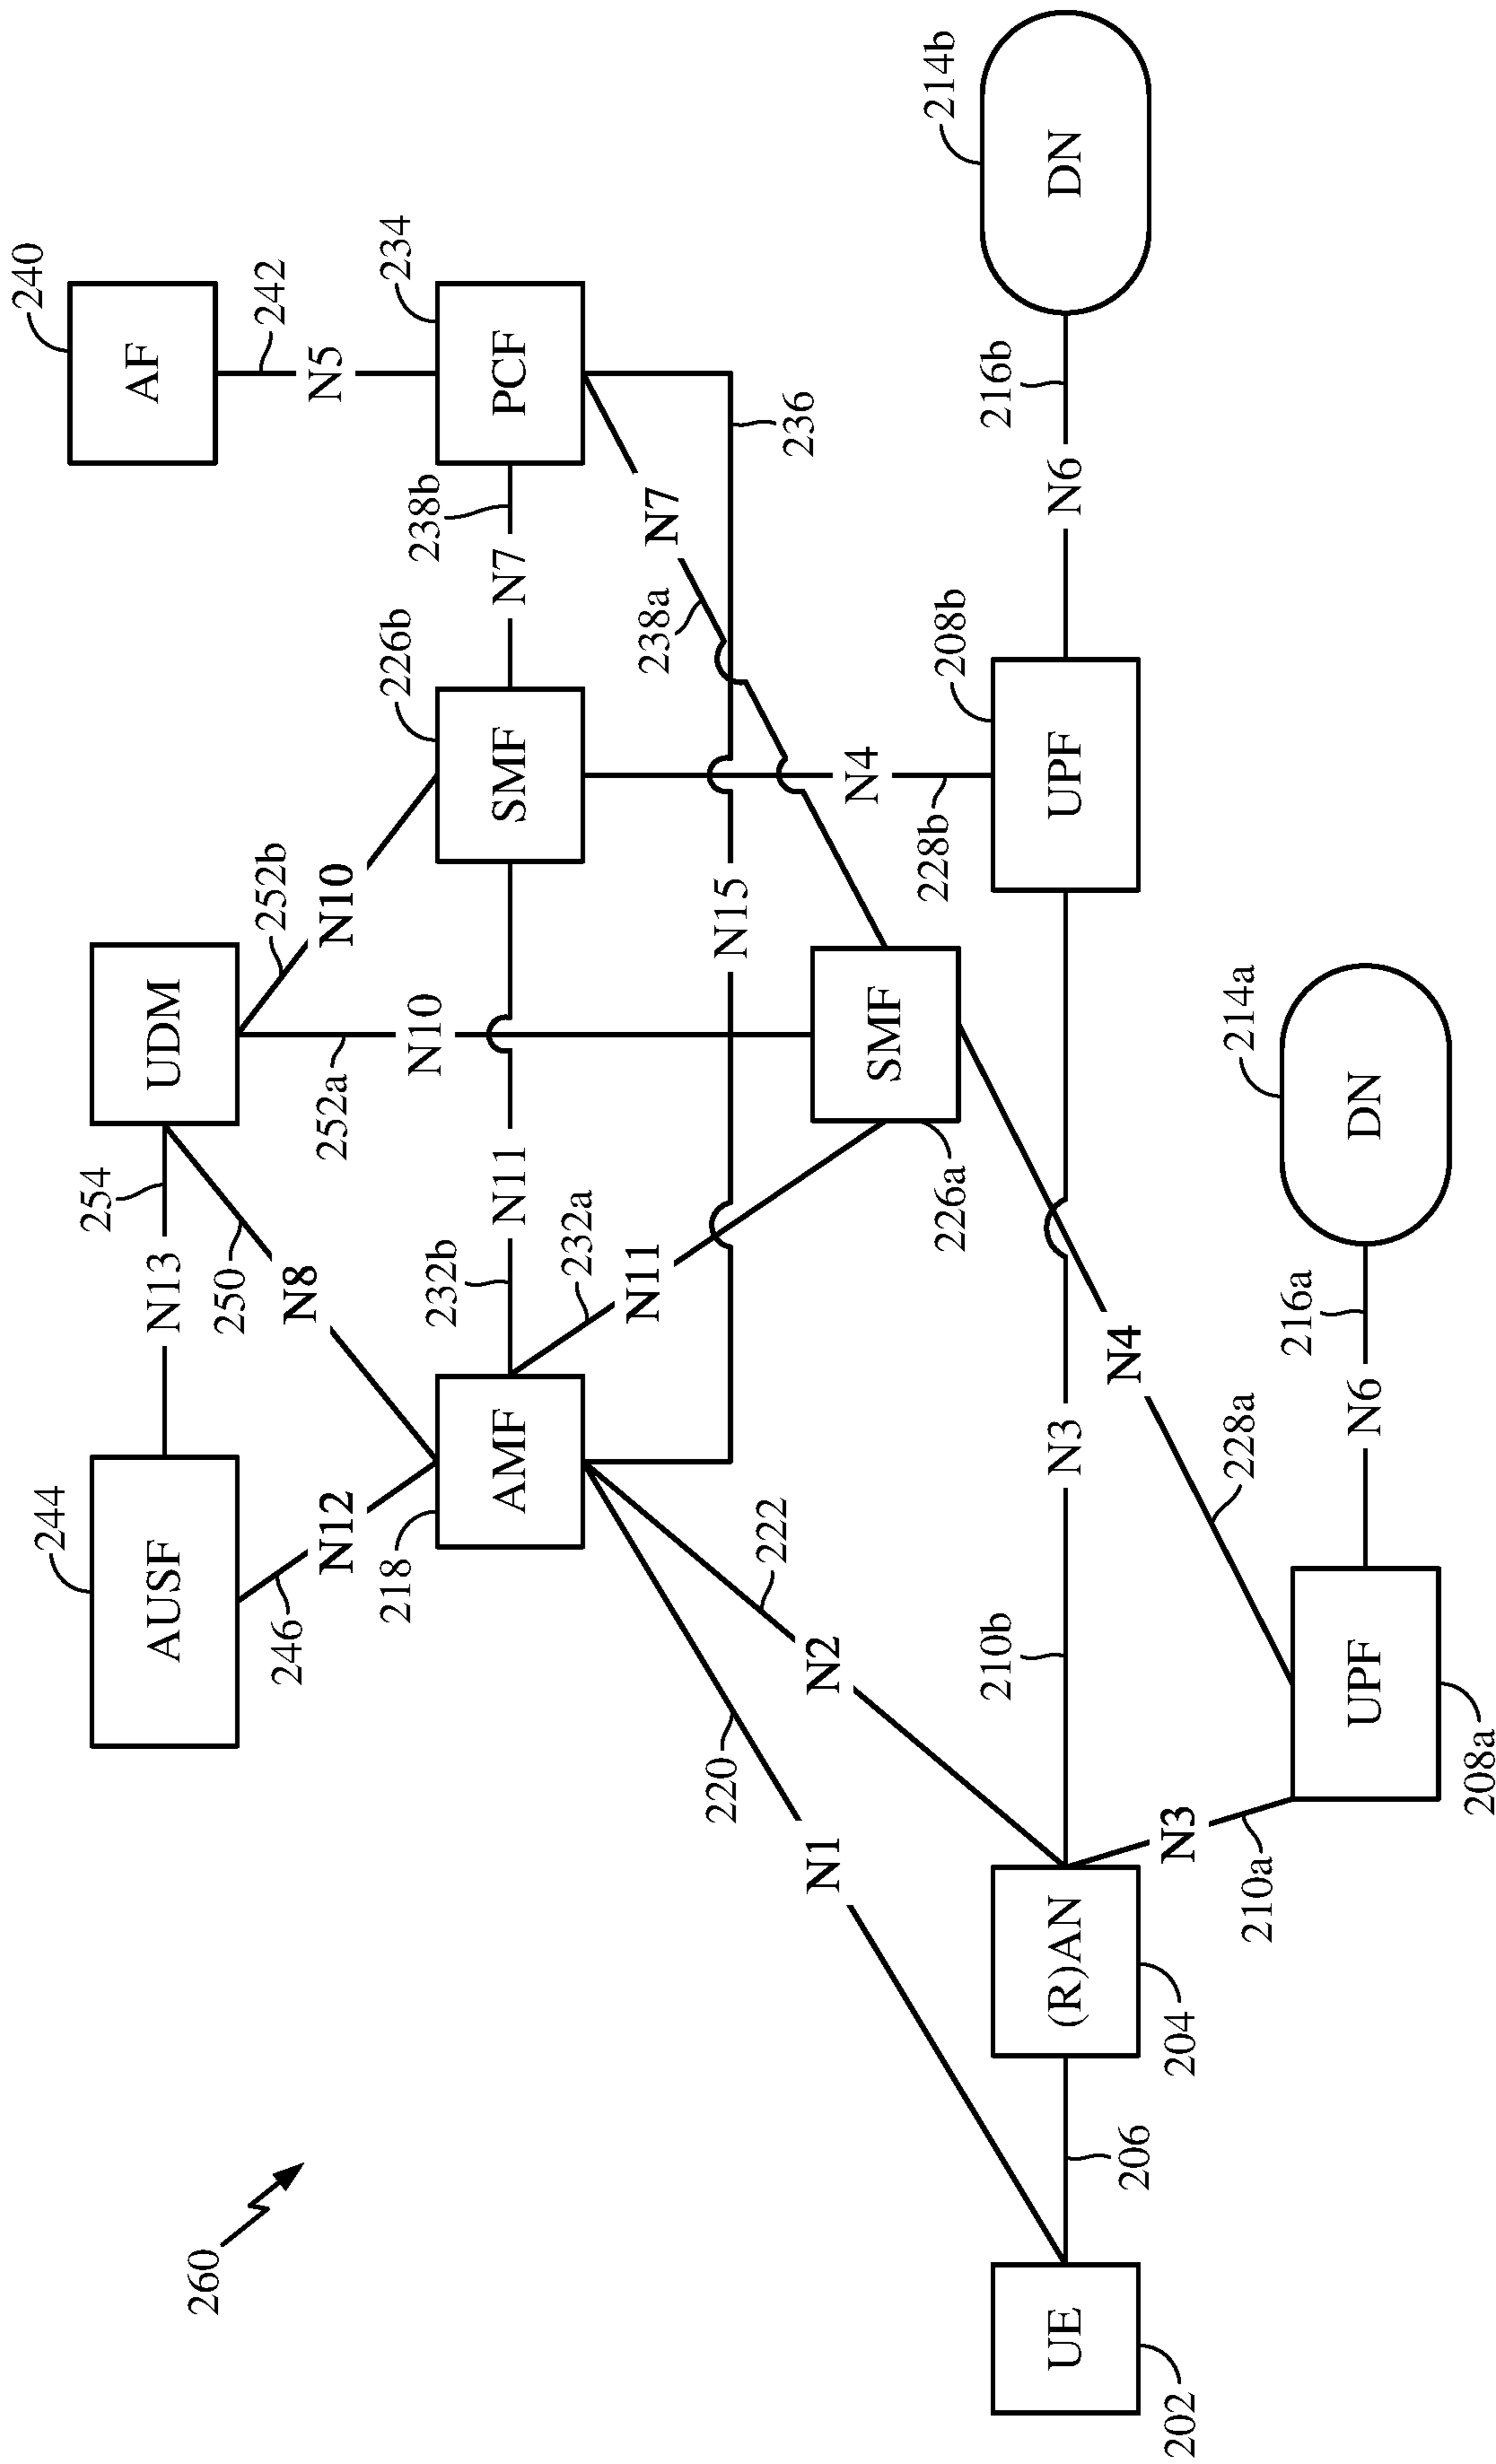 260
244
AUSF
N13
254
UDM
240
AF
246
N12
250
N8
252a
N10
252b
N10
242
N5
218
AMF
232b
N11
226b
SMF
238b
N7
234
PCF
232a
N11
238a
N7
236
N15
220
N1
222
N2
226a
SMF
228b
N4
202
UE
206
204
(R)AN
210b
N3
208b
UPF
N6
216b
214b
DN
210a
N3
228a
N4
208a
UPF
N6
216a
214a
DN